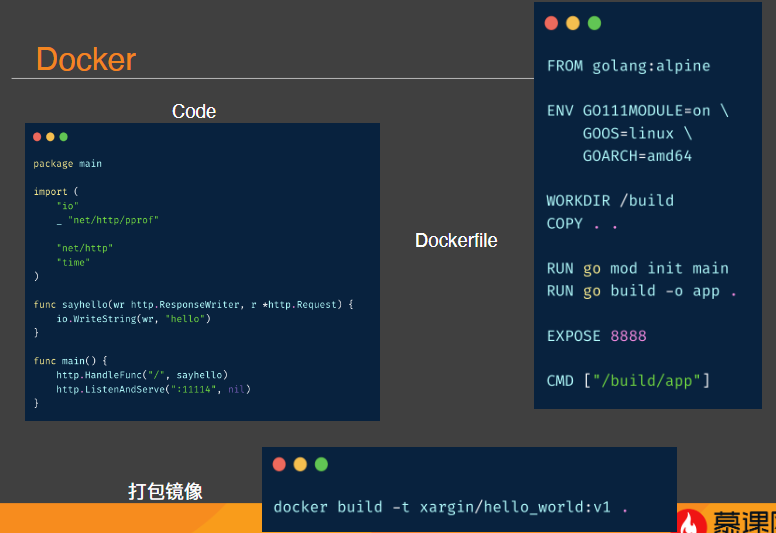 Docker
Code
package main
import (
    "io"
    _ "net/http/pprof"
    "net/http"
    "time"
)
func sayhello(wr http.ResponseWriter, r *http.Request) {
    io.WriteString(wr, "hello")
}
func main() {
    http.HandleFunc("/", sayhello)
    http.ListenAndServe(":11114", nil)
}
Dockerfile
FROM golang:alpine
ENV GO111MODULE=on \
    GOOS=linux \
    GOARCH=amd64
WORKDIR /build
COPY . .
RUN go mod init main
RUN go build -o app .
EXPOSE 8888
CMD ["/build/app"]
打包镜像
docker build -t xargin/hello_world:v1 .
慕课